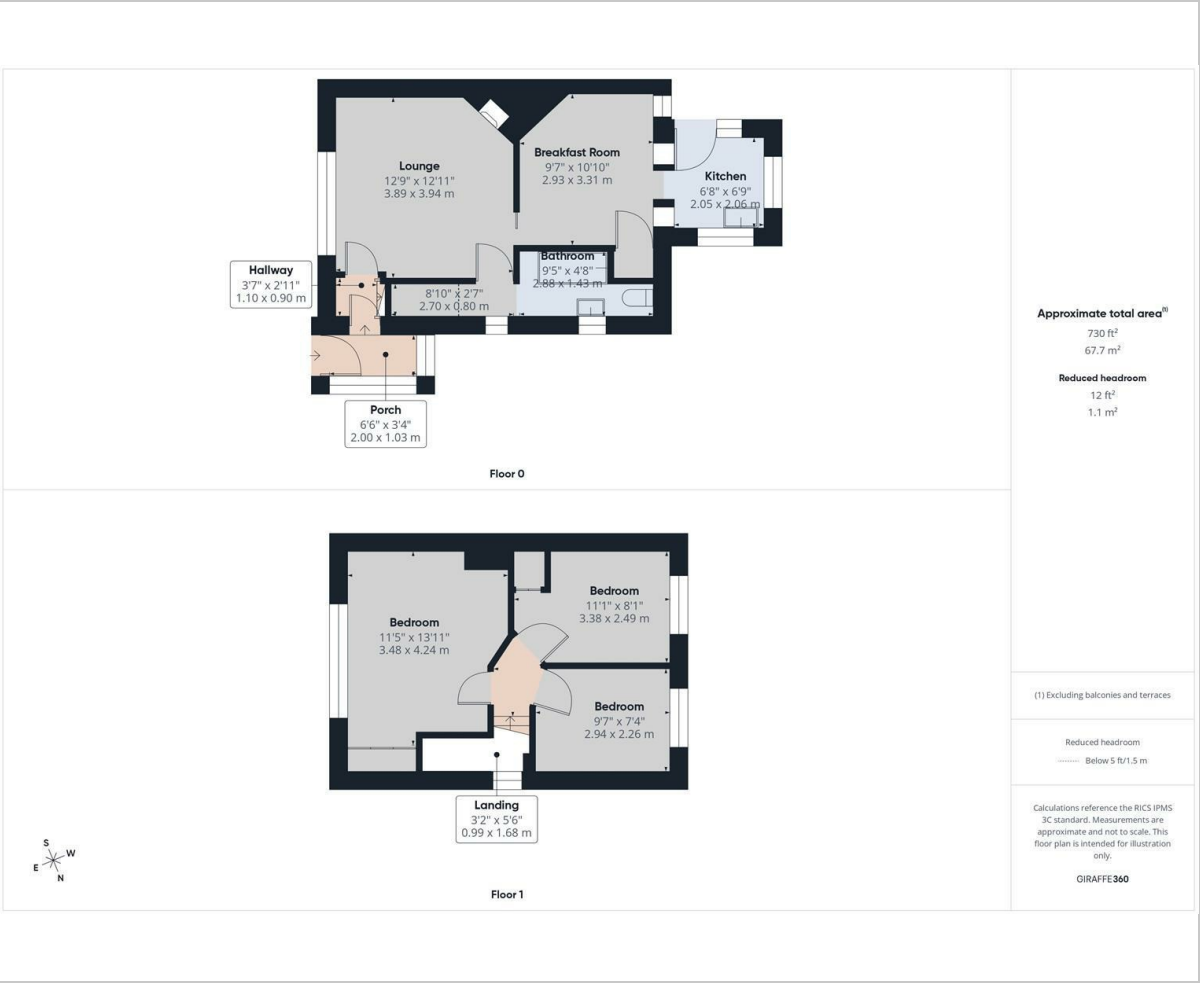 Lounge
12'9" x 12'11"
3.89 x 3.94 m
Breakfast Room
9'7" x 10'10"
2.93 x 3.31 m
Kitchen
6'8" x 6'9"
2.05 x 2.06 m
Hallway
3'7" x 2'11"
1.10 x 0.90 m
8'10" x 2'7"
2.70 x 0.80 m
Bathroom
9'5" x 4'8"
2.88 x 1.43 m
Porch
6'6" x 3'4"
2.00 x 1.03 m
Floor 0
Bedroom
11'5" x 13'11"
3.48 x 4.24 m
Bedroom
11'1" x 8'1"
3.38 x 2.49 m
Bedroom
9'7" x 7'4"
2.94 x 2.26 m
Landing
3'2" x 5'6"
0.99 x 1.68 m
S
W
E
N
Floor 1
Approximate total area(1)
730 ft²
67.7 m²
Reduced headroom
12 ft²
1.1 m²
(1) Excluding balconies and terraces
Reduced headroom
Below 5 ft/1.5 m
Calculations reference the RICS IPMS
3C standard. Measurements are
approximate and not to scale. This
floor plan is intended for illustration
only.
GIRAFFE360